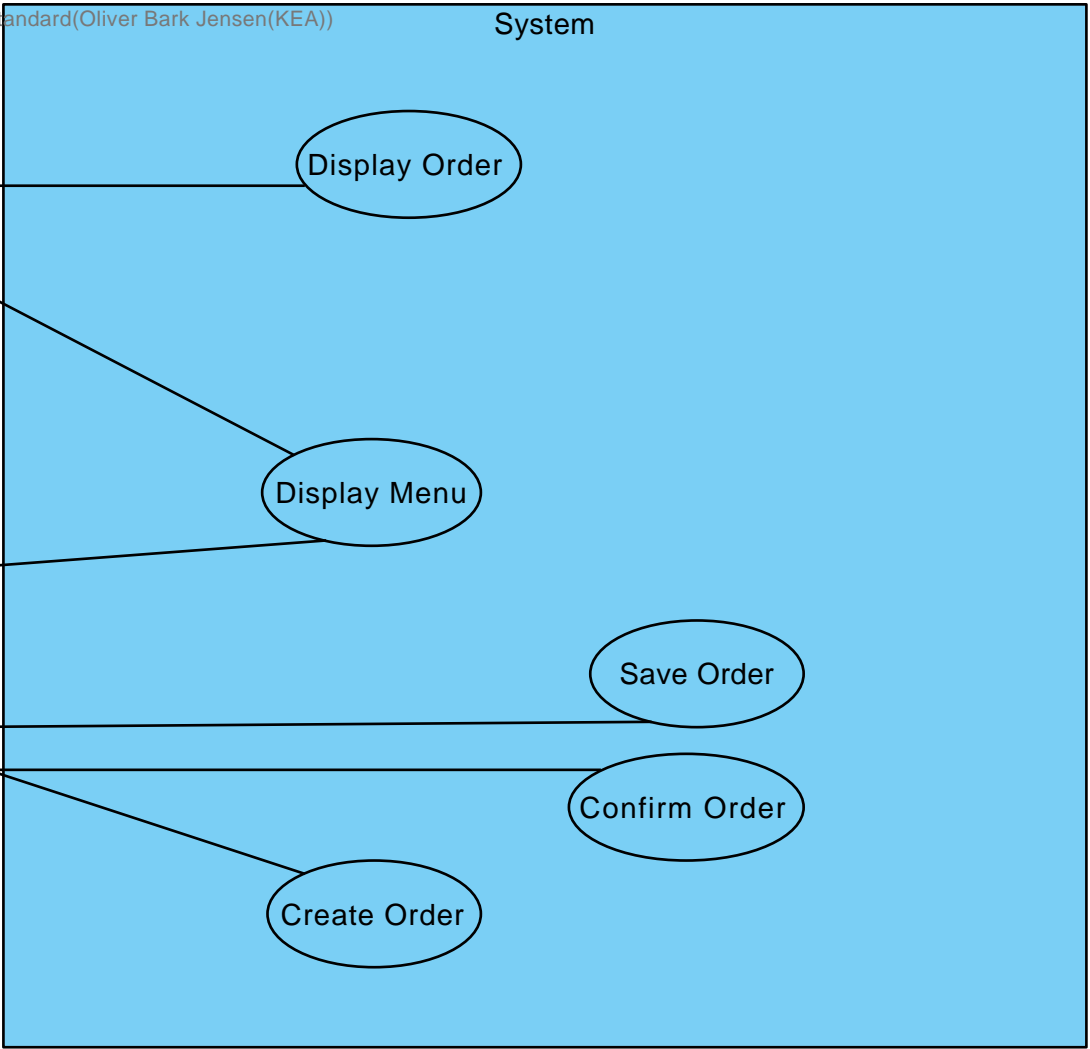 tandard(Oliver Bark Jensen(KEA))
System
Display Order
Display Menu
Save Order
Confirm Order
Create Order